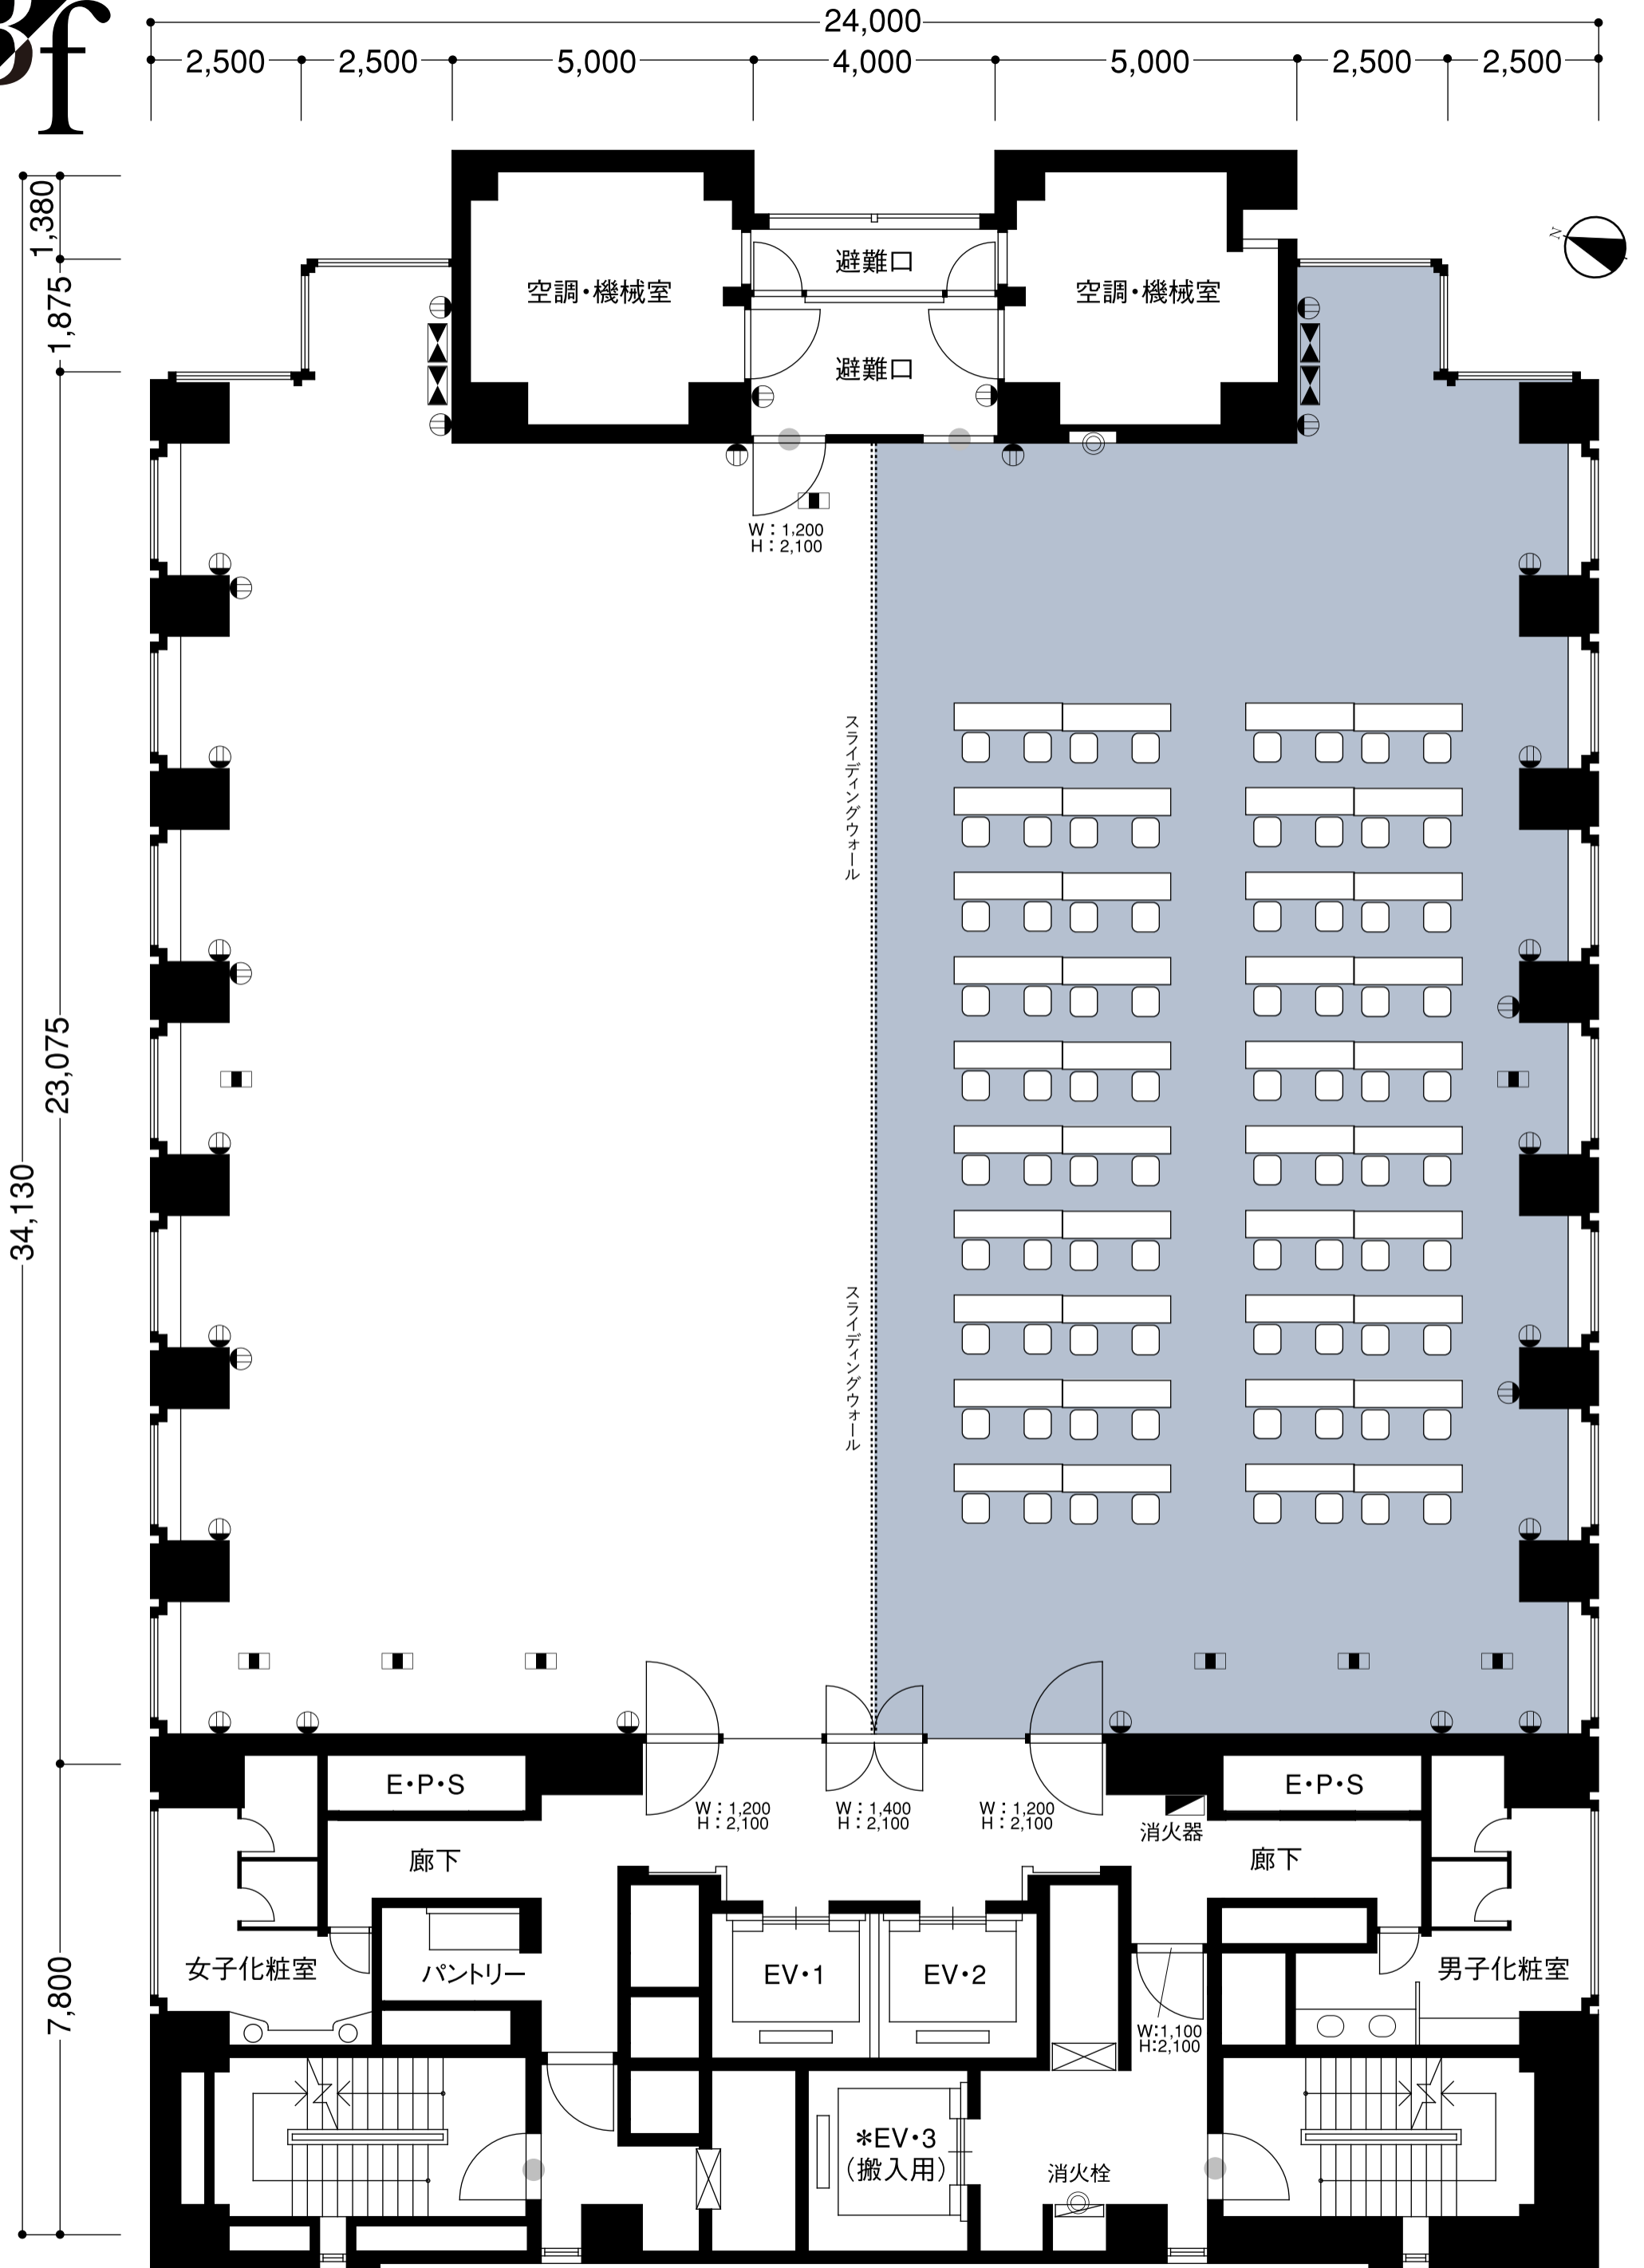 f
24,000
2,500 2,500 5,000 4,000 5,000 2,500 2,500
1,380
1,875
23,075
34,130
7,800
N
避難口
空調・機械室
空調・機械室
避難口
W：1,200
H：2,100
スライディングウォール
スライディングウォール
E・P・S
E・P・S
W：1,200
H：2,100
W：1,400
H：2,100
W：1,200
H：2,100
消火器
廊下
廊下
女子化粧室
パントリー
EV・1
EV・2
男子化粧室
W:1,100
H:2,100
＊EV・3
（搬入用）
消火栓